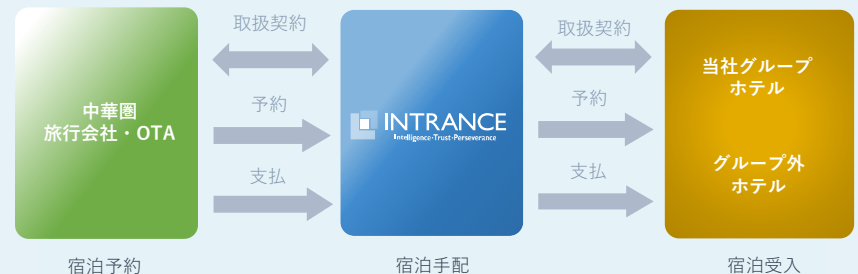 中華圏
旅行会社・OTA
宿泊予約
取扱契約
予約
支払
INTRANCE
Intelligence·Trust·Perseverance
宿泊手配
取扱契約
予約
支払
当社グループ
ホテル
グループ外
ホテル
宿泊受入